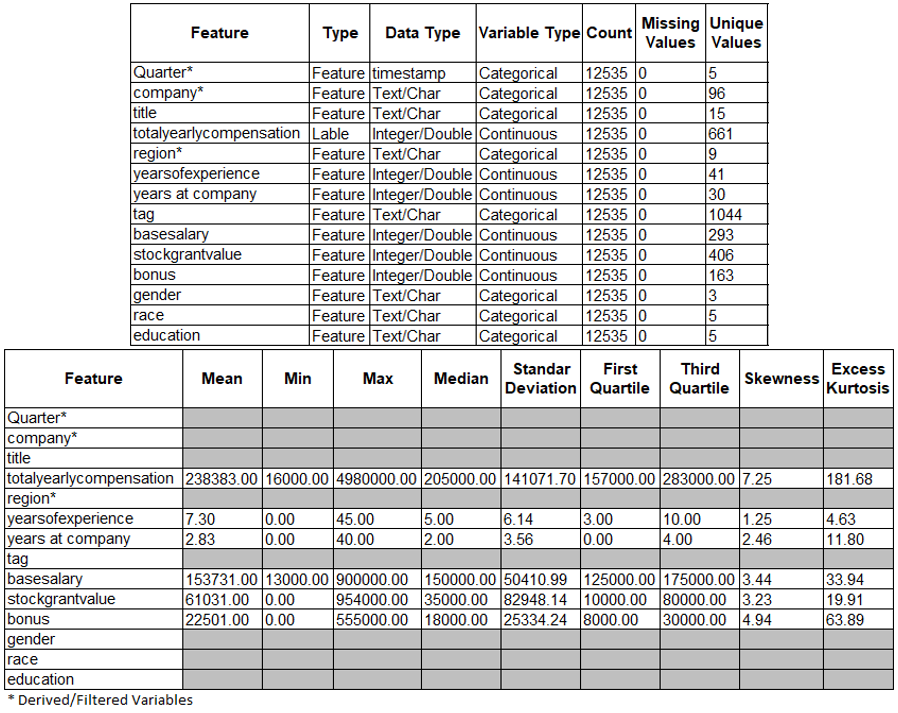 Feature Type Data Type Variable Type Count Missing Values Unique Values
Quarter* Feature timestamp Categorical 12535 0 5
company* Feature Text/Char Categorical 12535 0 96
title Feature Text/Char Categorical 12535 0 15
totalyearlycompensation Lable Integer/Double Continuous 12535 0 661
region* Feature Text/Char Categorical 12535 0 9
yearsofexperience Feature Integer/Double Continuous 12535 0 41
years at company Feature Integer/Double Continuous 12535 0 30
tag Feature Text/Char Categorical 12535 0 1044
basesalary Feature Integer/Double Continuous 12535 0 293
stockgrantvalue Feature Integer/Double Continuous 12535 0 406
bonus Feature Integer/Double Continuous 12535 0 163
gender Feature Text/Char Categorical 12535 0 3
race Feature Text/Char Categorical 12535 0 5
education Feature Text/Char Categorical 12535 0 5
Feature Mean Min Max Median Standar Deviation First Quartile Third Quartile Skewness Excess Kurtosis
Quarter*
company*
title
totalyearlycompensation 238383.00 16000.00 4980000.00 205000.00 141071.70 157000.00 283000.00 7.25 181.68
region*
yearsofexperience 7.30 0.00 45.00 5.00 6.14 3.00 10.00 1.25 4.63
years at company 2.83 0.00 40.00 2.00 3.56 0.00 4.00 2.46 11.80
tag
basesalary 153731.00 13000.00 900000.00 150000.00 50410.99 125000.00 175000.00 3.44 33.94
stockgrantvalue 61031.00 0.00 954000.00 35000.00 82948.14 10000.00 80000.00 3.23 19.91
bonus 22501.00 0.00 555000.00 18000.00 25334.24 8000.00 30000.00 4.94 63.89
gender
race
education
* Derived/Filtered Variables